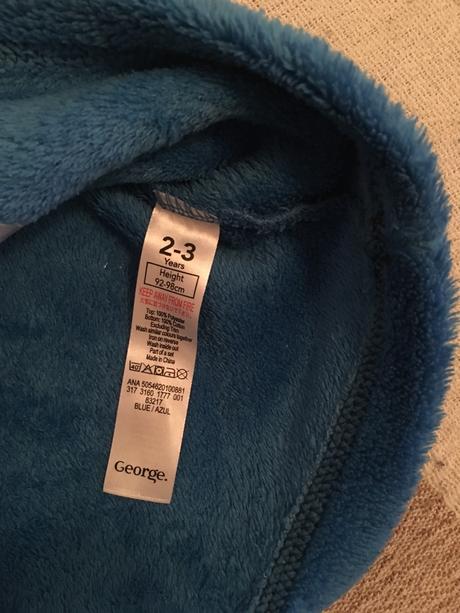 2-3
Years
Height
92-98cm
KEEP AWAY FROM FIRE
Top: 100% Polyester
Bottom: 100% Cotton
Excluding Trim
Wash similar colours together
Iron on reverse
Wash inside out
Part of a set
Made in China
40
ANA 5054620100881
317 3160 1777 001
83217
BLUE / AZUL
George.